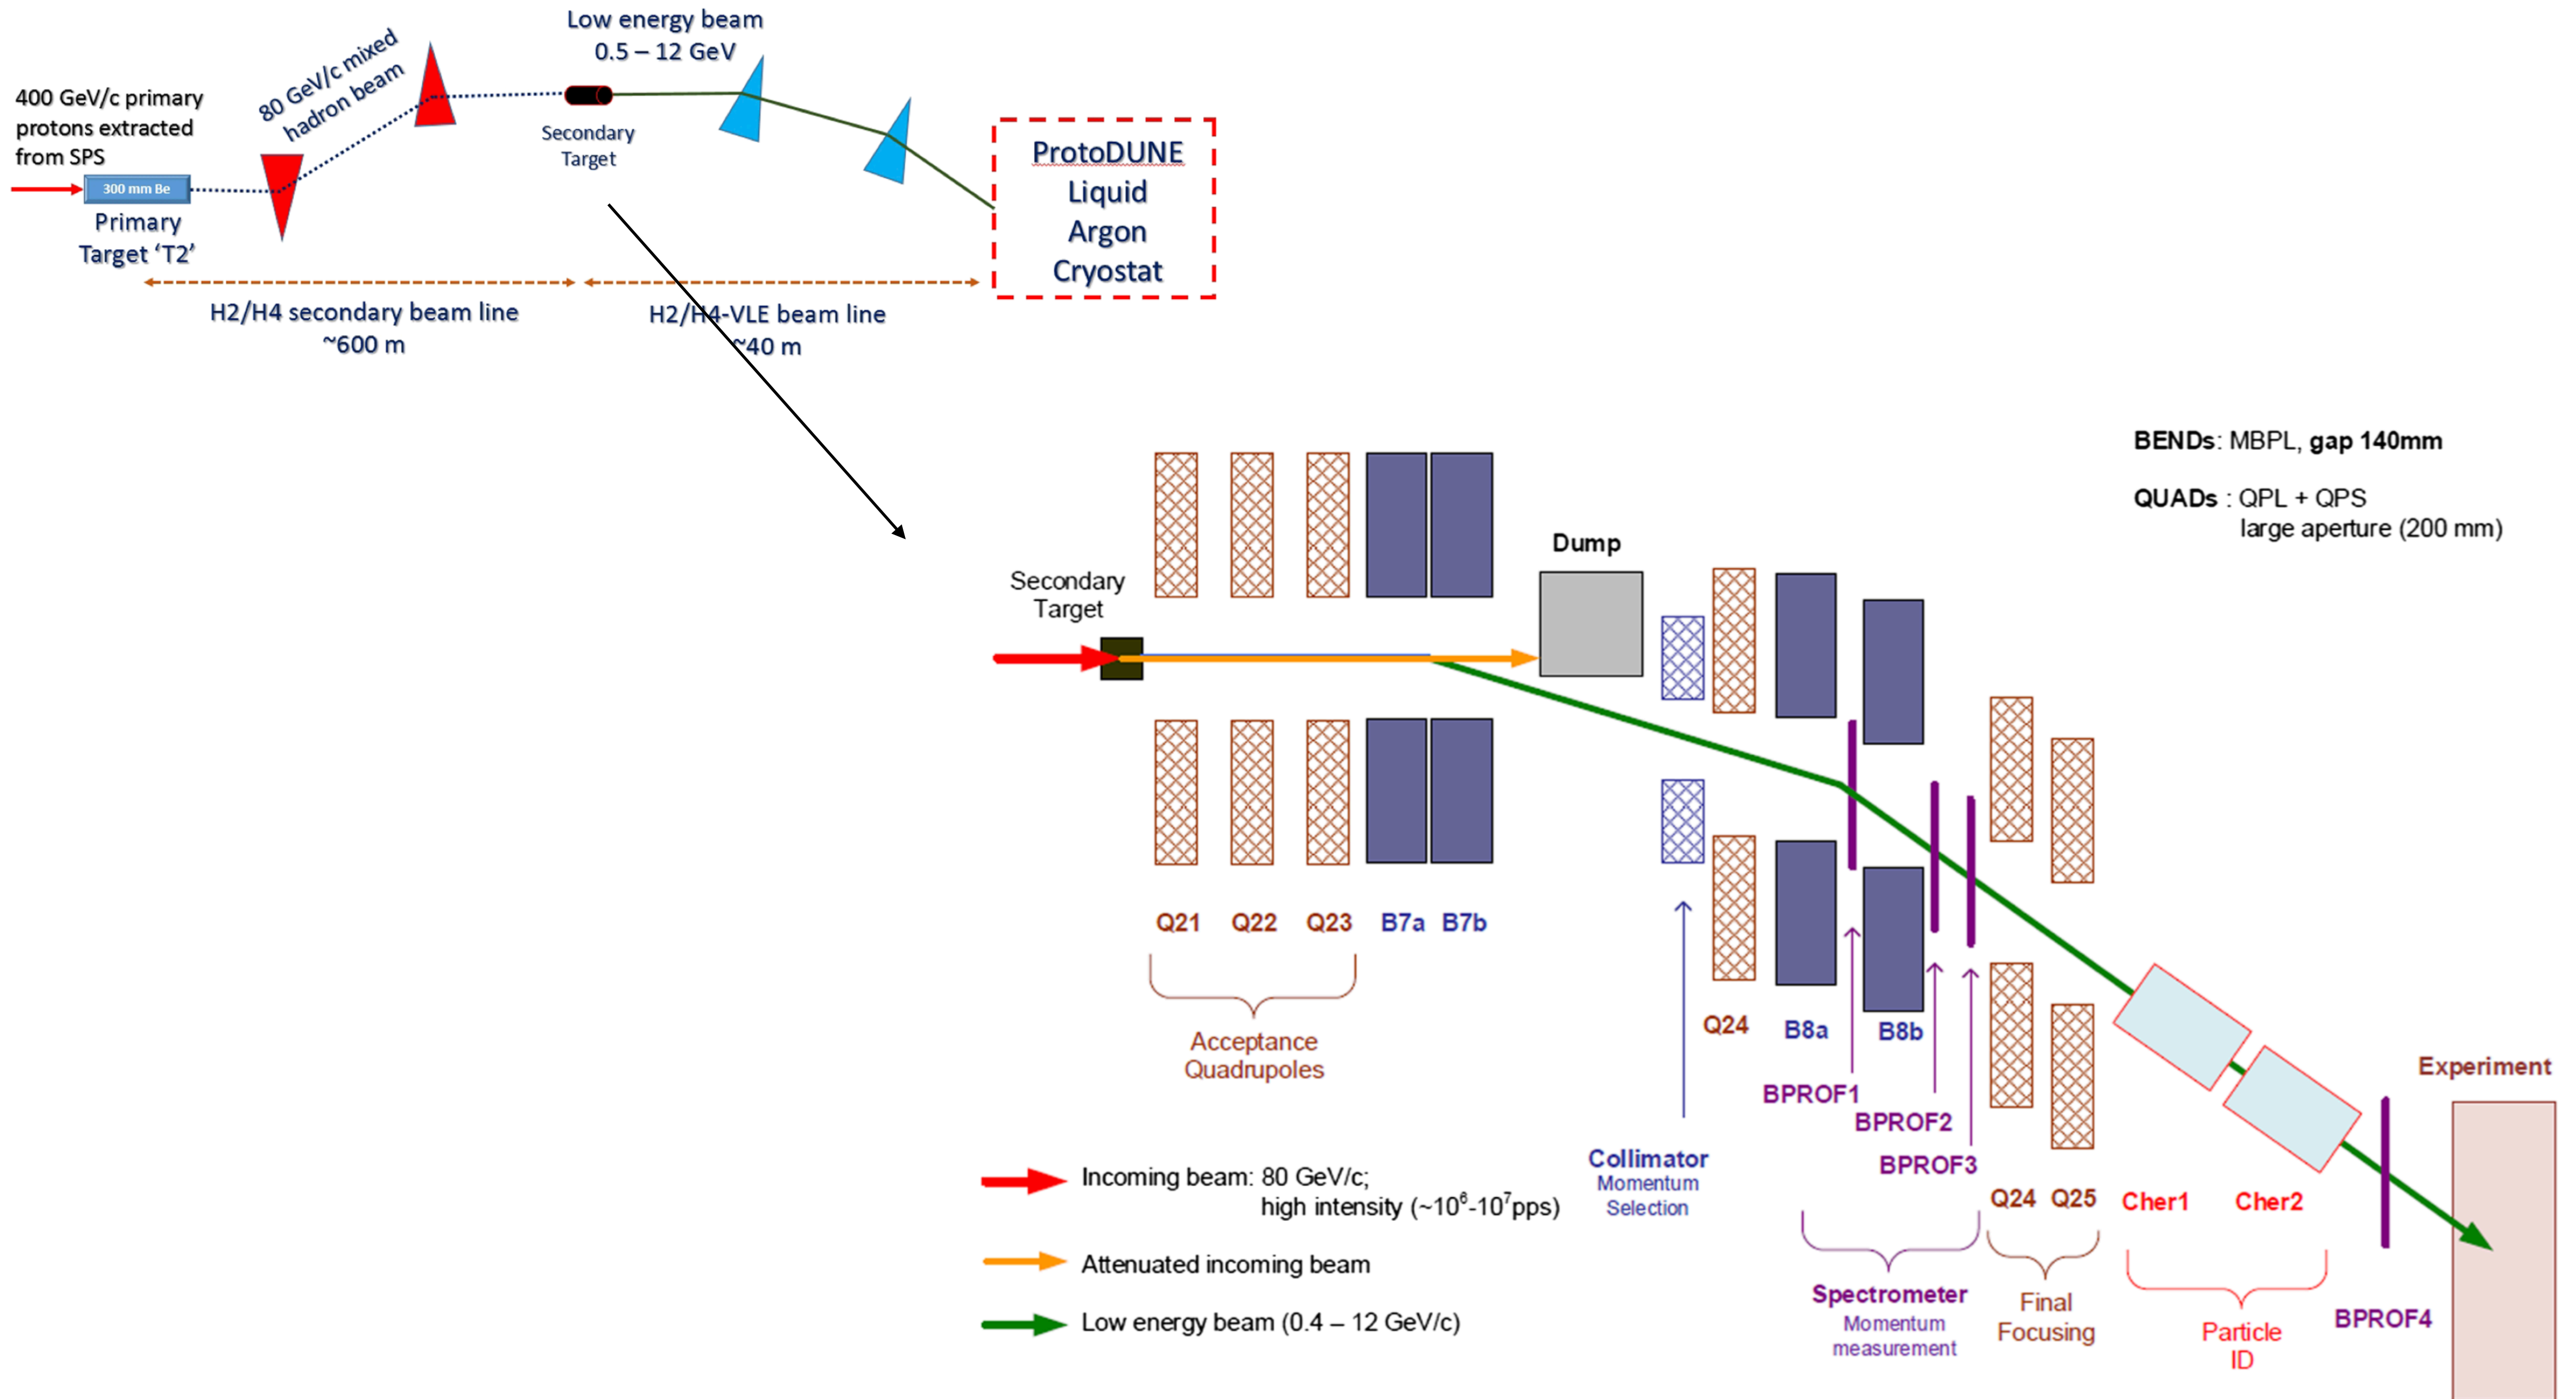 Low energy beam
0.5 – 12 GeV
80 GeV/c mixed
hadron beam
400 GeV/c primary
protons extracted
from SPS
300 mm Be
Primary
Target ‘T2’
Secondary
Target
ProtoDUNE
Liquid
Argon
Cryostat
H2/H4 secondary beam line
~600 m
H2/H4-VLE beam line
~40 m
BENDs: MBPL, gap 140mm
QUADs : QPL + QPS
large aperture (200 mm)
Dump
Secondary
Target
Q21 Q22 Q23 B7a B7b
Acceptance
Quadrupoles
Q24
B8a
B8b
BPROF1
BPROF2
BPROF3
Collimator
Momentum
Selection
Experiment
Q24 Q25
Cher1 Cher2
Spectrometer
Momentum
measurement
Final
Focusing
Particle
ID
BPROF4
Incoming beam: 80 GeV/c;
high intensity (~10⁶-10⁷pps)
Attenuated incoming beam
Low energy beam (0.4 – 12 GeV/c)